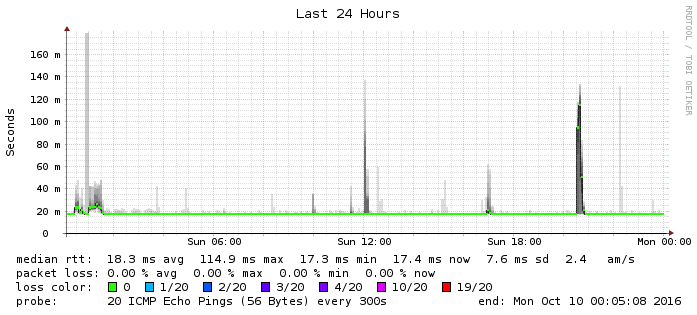 Last 24 Hours
RRDTOOL / TOBI OETIKER
Seconds
160 m
140 m
120 m
100 m
80 m
60 m
40 m
20 m
0
Sun 06:00 Sun 12:00 Sun 18:00 Mon 00:00
median rtt: 18.3 ms avg 114.9 ms max 17.3 ms min 17.4 ms now 7.6 ms sd 2.4 am/s
packet loss: 0.00 % avg 0.00 % max 0.00 % min 0.00 % now
loss color: 0 1/20 2/20 3/20 4/20 10/20 19/20
probe: 20 ICMP Echo Pings (56 Bytes) every 300s end: Mon Oct 10 00:05:08 2016